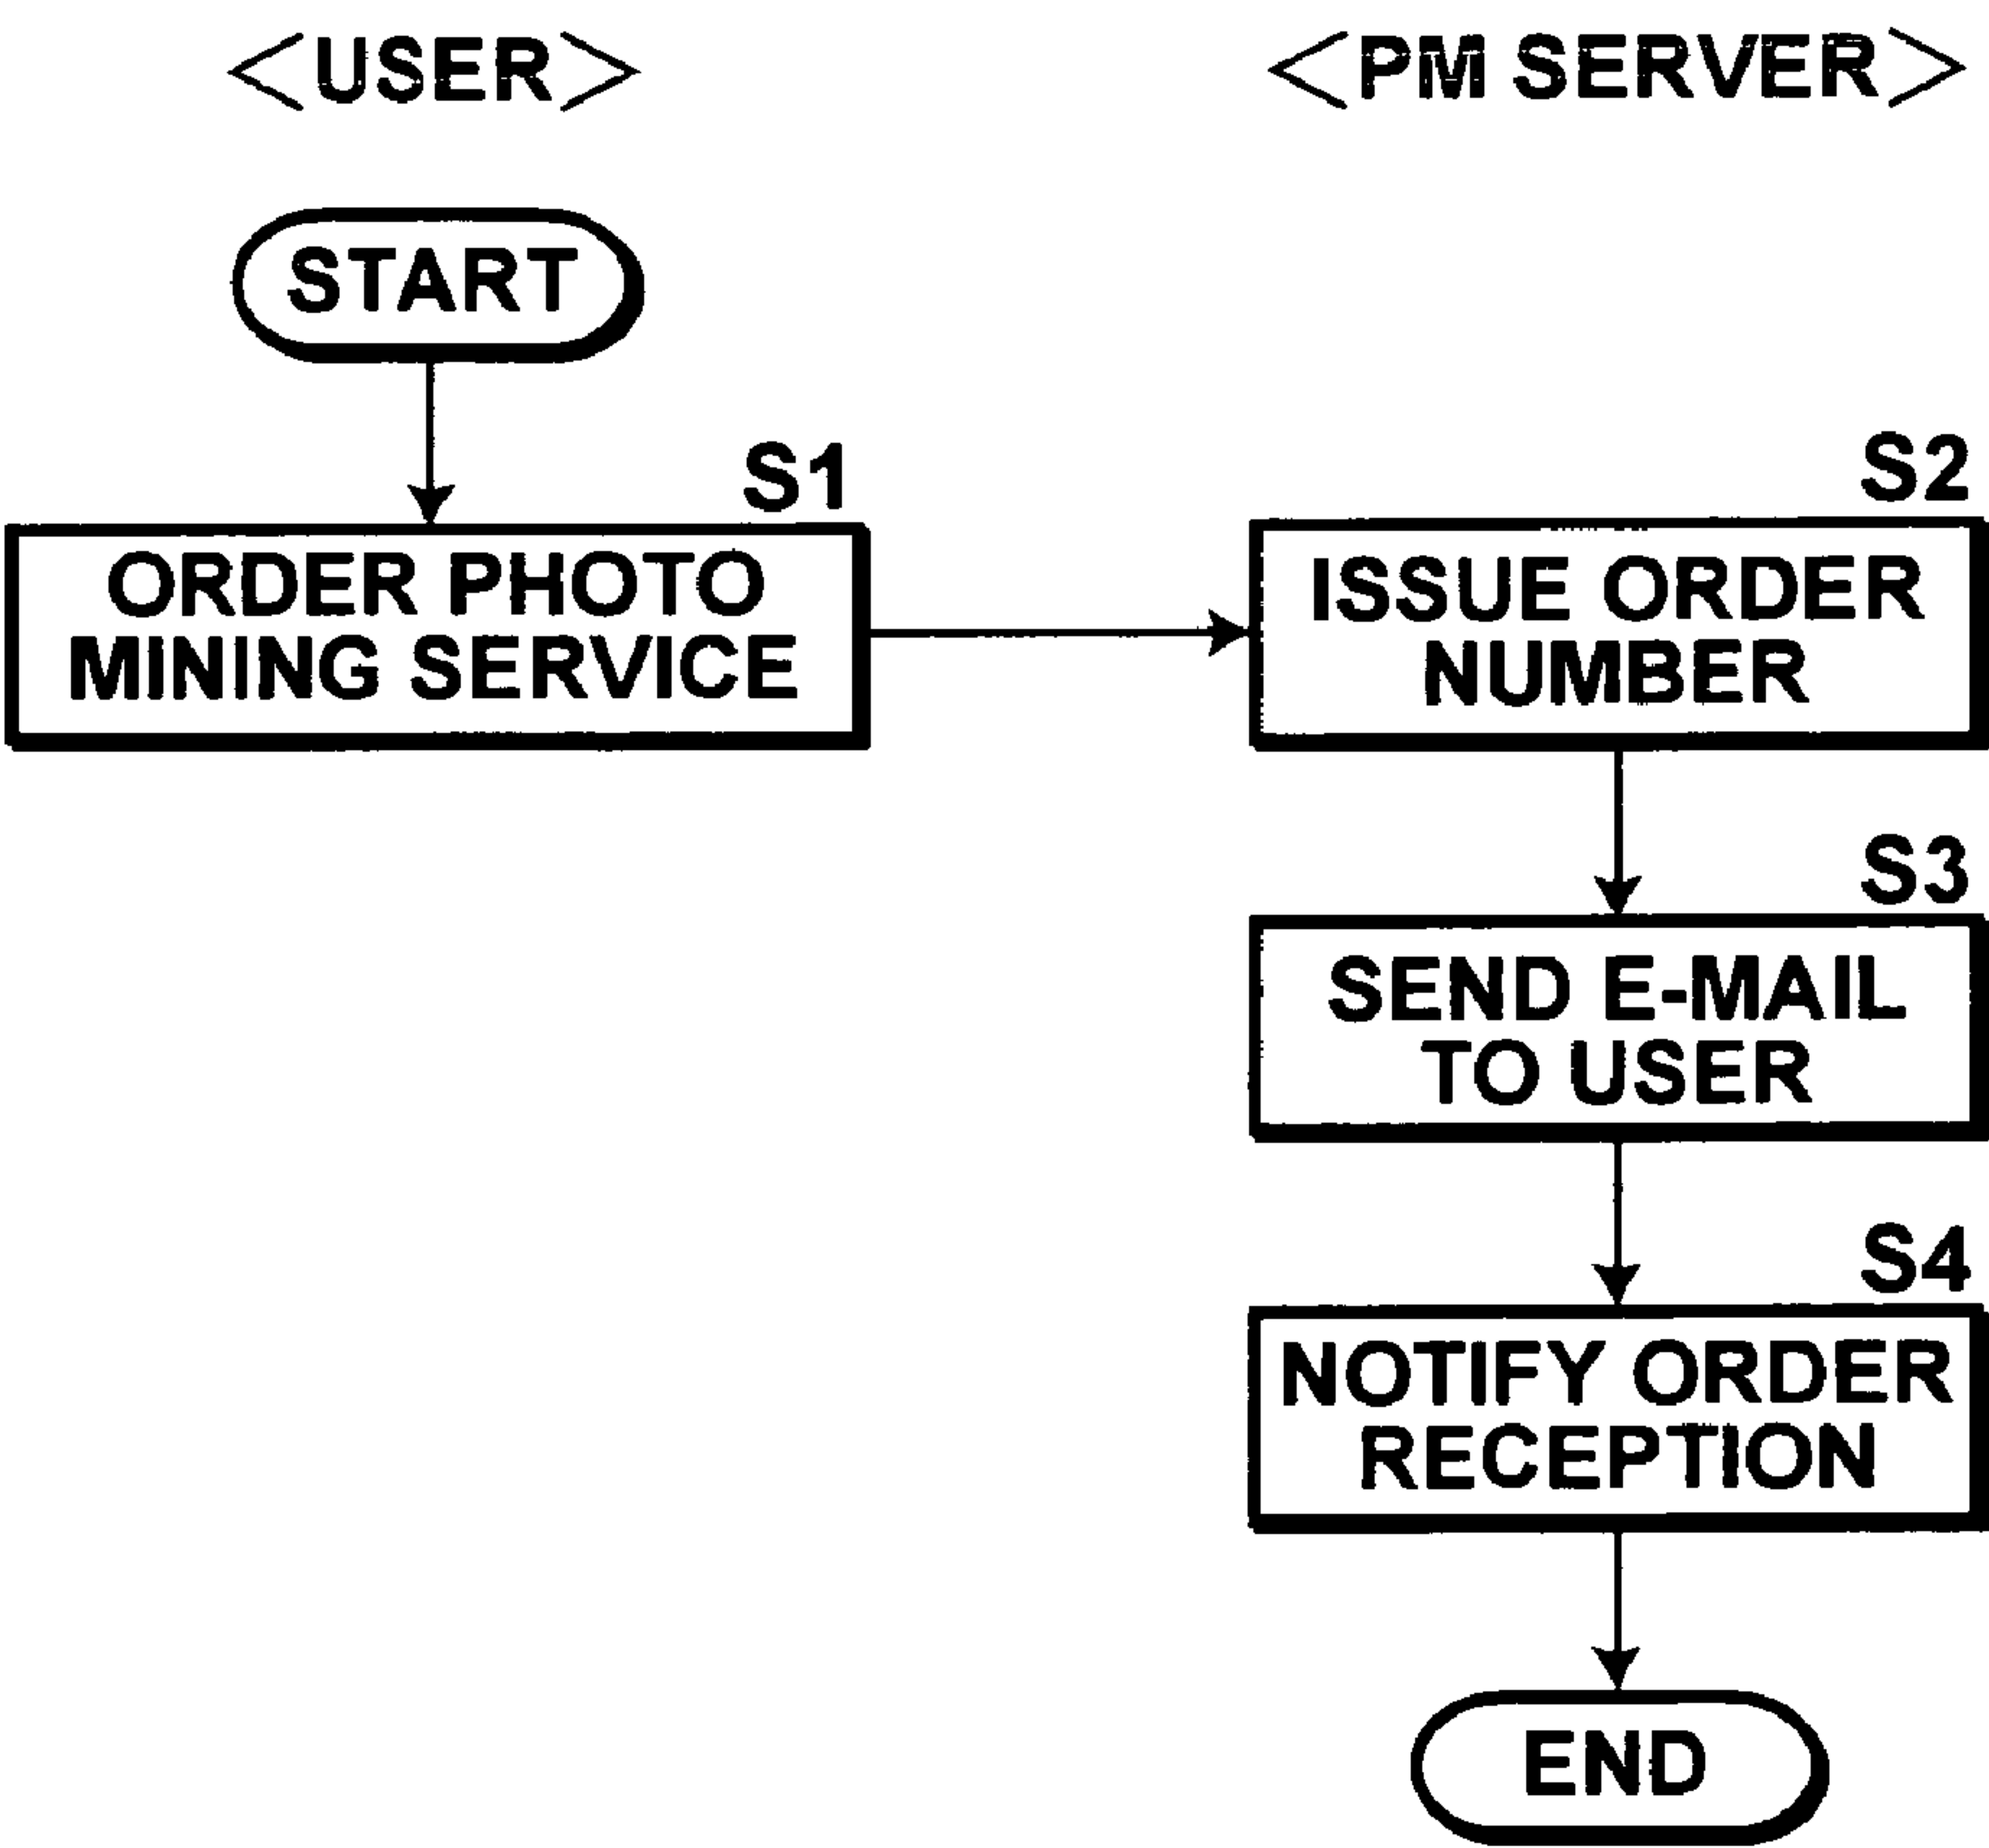 <USER>
<PM SERVER>
START
S1
ORDER PHOTO
MINING SERVICE
S2
ISSUE ORDER
NUMBER
S3
SEND E-MAIL
TO USER
S4
NOTIFY ORDER
RECEPTION
END